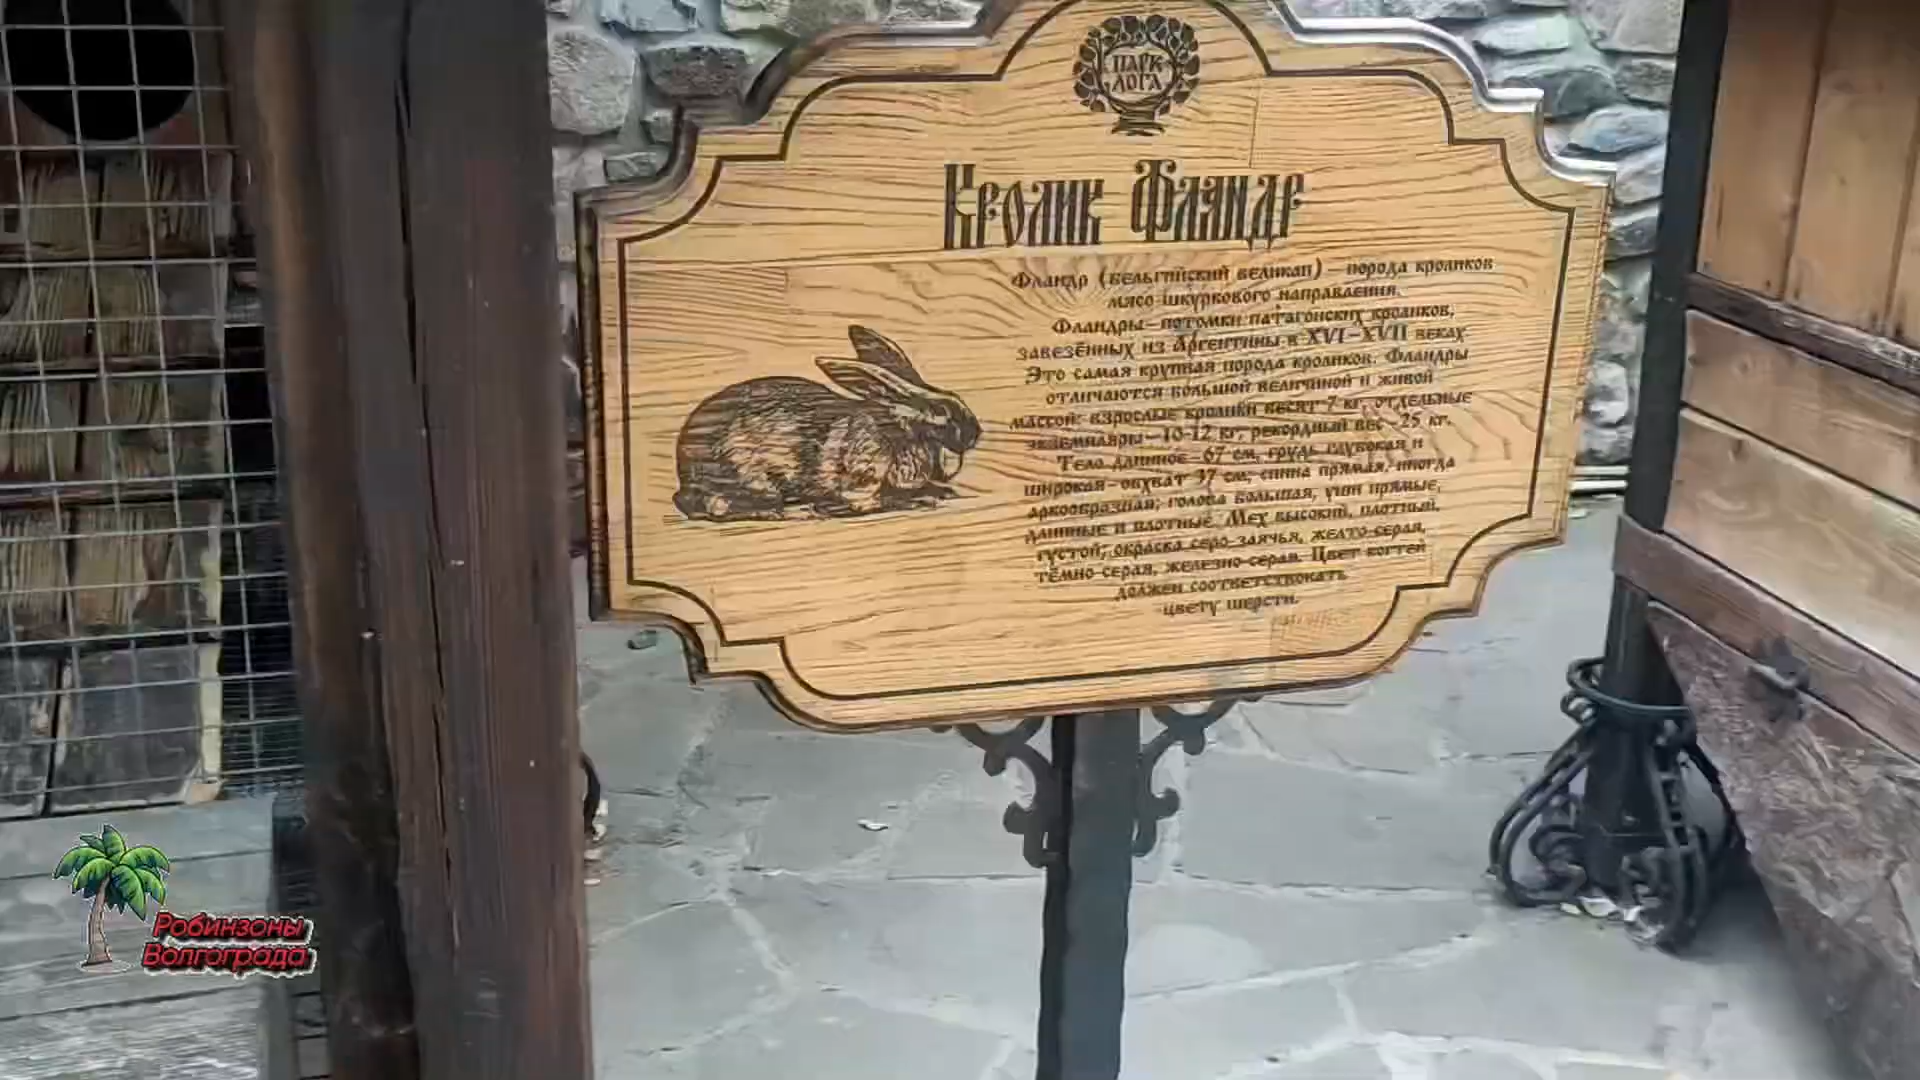 ПАРК
ЛОГА
Кролик Фландр
Фландр (бельгийский великан) – порода кроликов
мясо-шкуркового направления.
Фландры – потомки патагонских кроликов,
завезённых из Аргентины в XVI–XVII веках
Это самая крупная порода кроликов. Фландры
отличаются большой величиной и живой
массой: взрослые кролики весят 7 кг, отдельные
экземпляры – 10-12 кг, рекордный вес – 25 кг.
Тело длинное – 67 см, грудь глубокая и
широкая – обхват 37 см, спина прямая, иногда
аркообразная; голова большая, уши прямые,
длинные и плотные. Мех высокий, плотный,
густой; окраска серо-заячья, желто-серая,
тёмно-серая, железно-серая. Цвет когтей
должен соответствовать
цвету шерсти.
Робинзоны
Волгограда